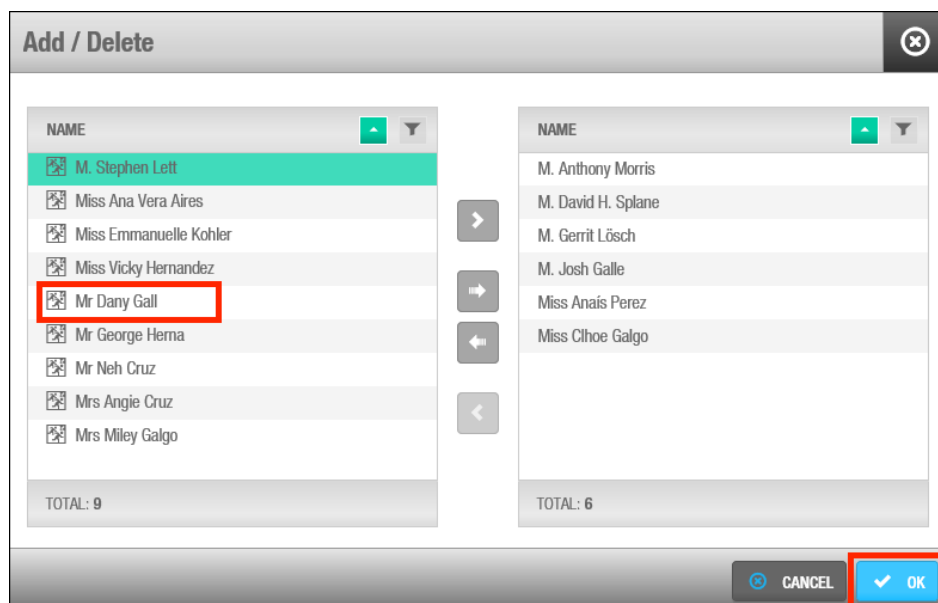 Add / Delete
NAME
M. Stephen Lett
Miss Ana Vera Aires
Miss Emmanuelle Kohler
Miss Vicky Hernandez
Mr Dany Gall
Mr George Herna
Mr Neh Cruz
Mrs Angie Cruz
Mrs Miley Galgo
TOTAL: 9
NAME
M. Anthony Morris
M. David H. Splane
M. Gerrit Lösch
M. Josh Galle
Miss Anaís Perez
Miss Clhoe Galgo
TOTAL: 6
CANCEL
OK